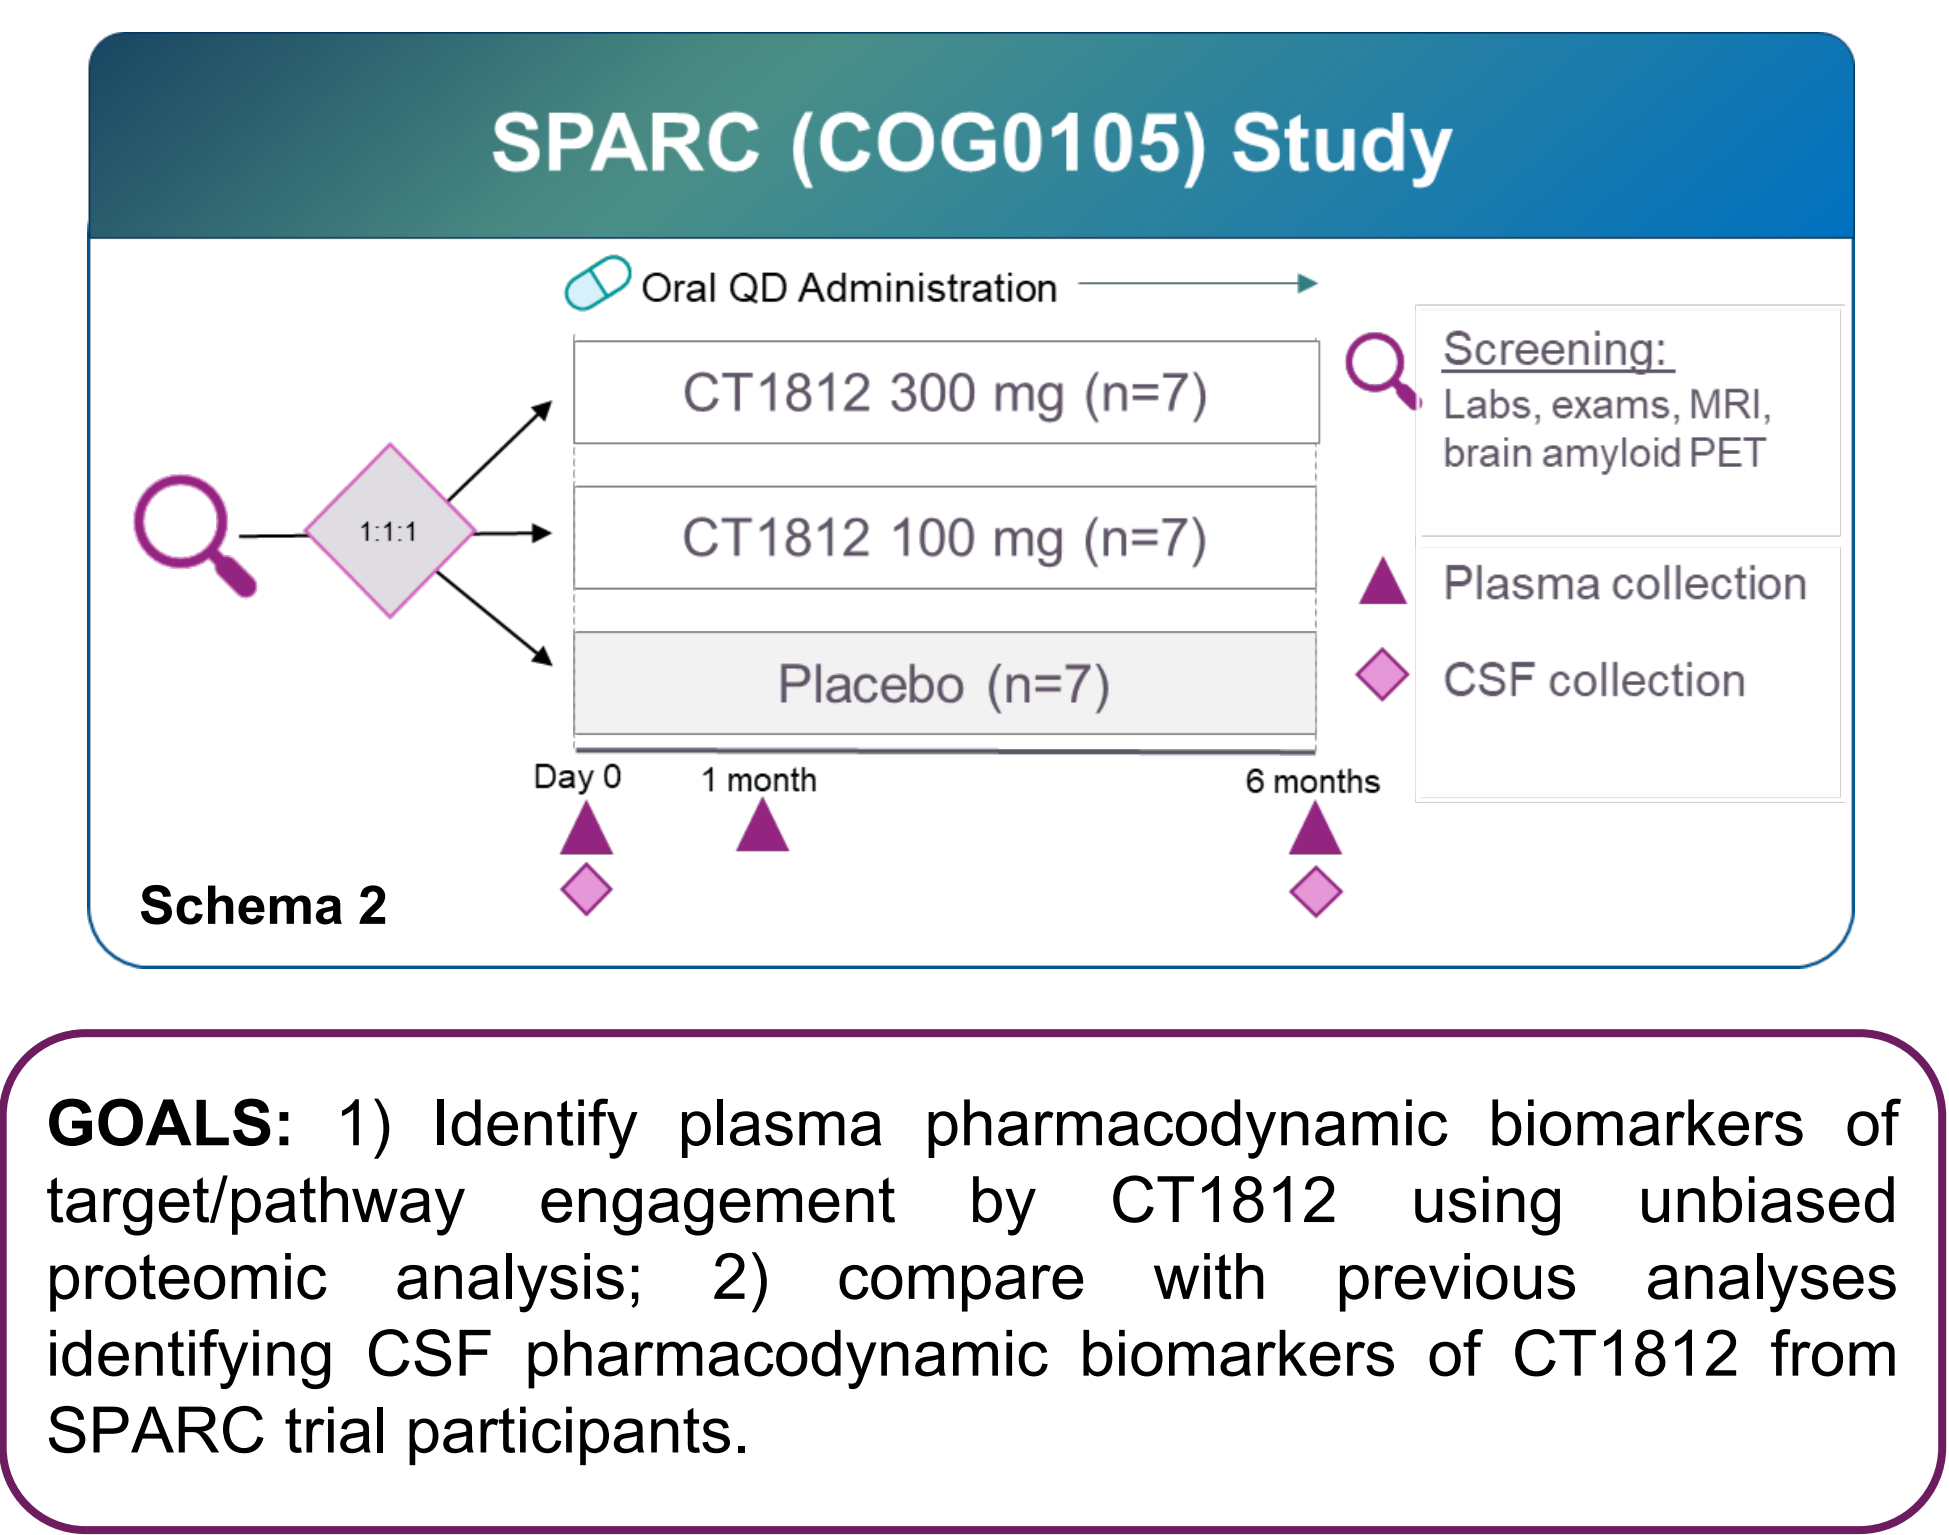 SPARC (COG0105) Study
Oral QD Administration
CT1812 300 mg (n=7)
CT1812 100 mg (n=7)
Placebo (n=7)
1:1:1
Screening:
Labs, exams, MRI,
brain amyloid PET
Plasma collection
CSF collection
Day 0
1 month
6 months
Schema 2
GOALS: 1) Identify plasma pharmacodynamic biomarkers of
target/pathway engagement by CT1812 using unbiased
proteomic analysis; 2) compare with previous analyses
identifying CSF pharmacodynamic biomarkers of CT1812 from
SPARC trial participants.